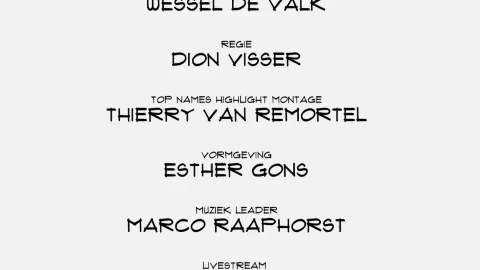 WESSEL DE VALK
REGIE
DION VISSER
TOP NAMES HIGHLIGHT MONTAGE
THIERRY VAN REMORTEL
VORMGEVING
ESTHER GONS
MUZIEK LEADER
MARCO RAAPHORST
LIVESTREAM